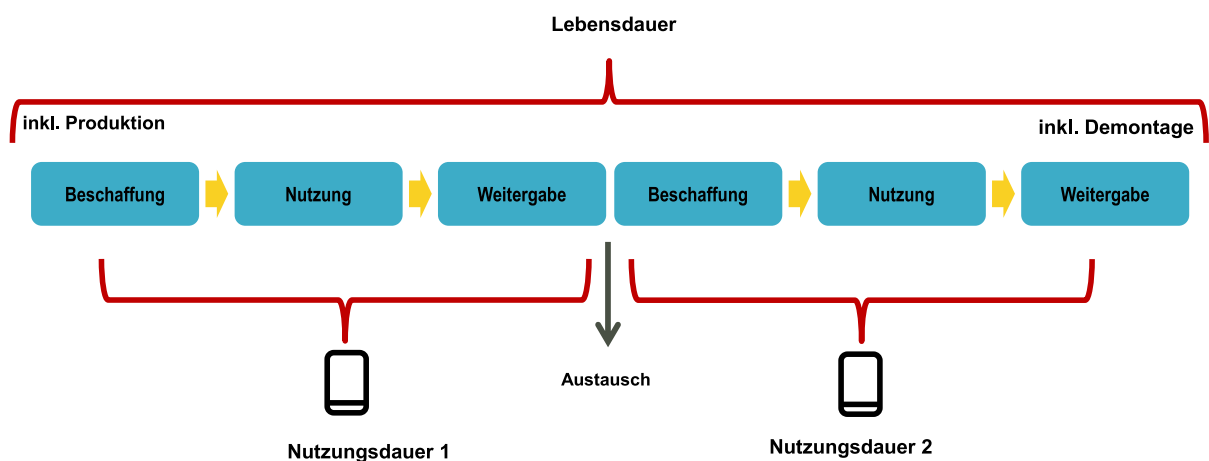 Lebensdauer
inkl. Produktion
inkl. Demontage
Beschaffung
Nutzung
Weitergabe
Beschaffung
Nutzung
Weitergabe
Austausch
Nutzungsdauer 1
Nutzungsdauer 2